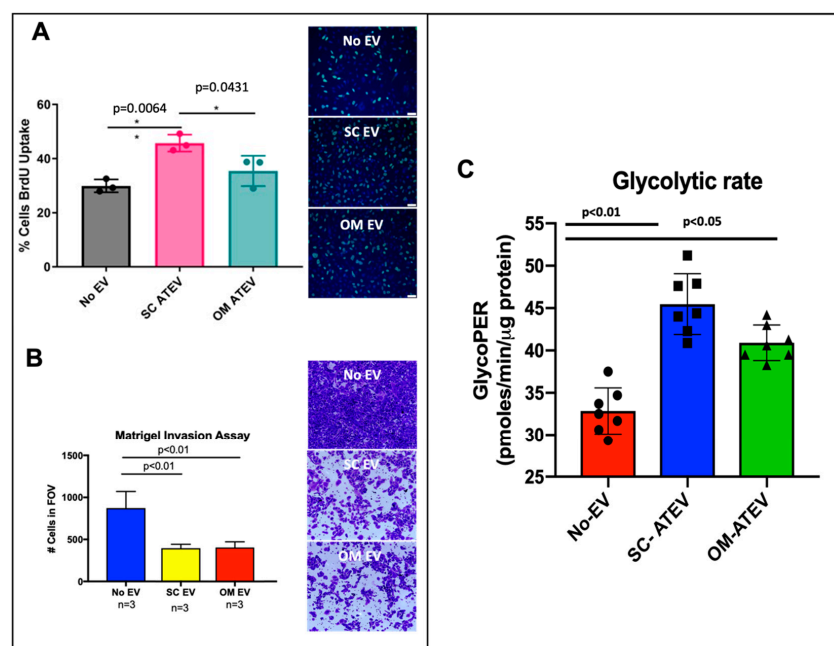 A
p=0.0431
p=0.0064
*
*
*
% Cells BrdU Uptake
60
40
20
0
No EV
SC ATEV
OM ATEV
No EV
SC EV
OM EV
B
Matrigel Invasion Assay
p<0.01
p<0.01
# Cells in FOV
1500
1000
500
0
No EV
SC EV
OM EV
n=3
n=3
n=3
No EV
SC EV
OM EV
C
Glycolytic rate
p<0.01
p<0.05
GlycoPER
(pmoles/min/µg protein)
55
50
45
40
35
30
25
No-EV
SC- ATEV
OM-ATEV